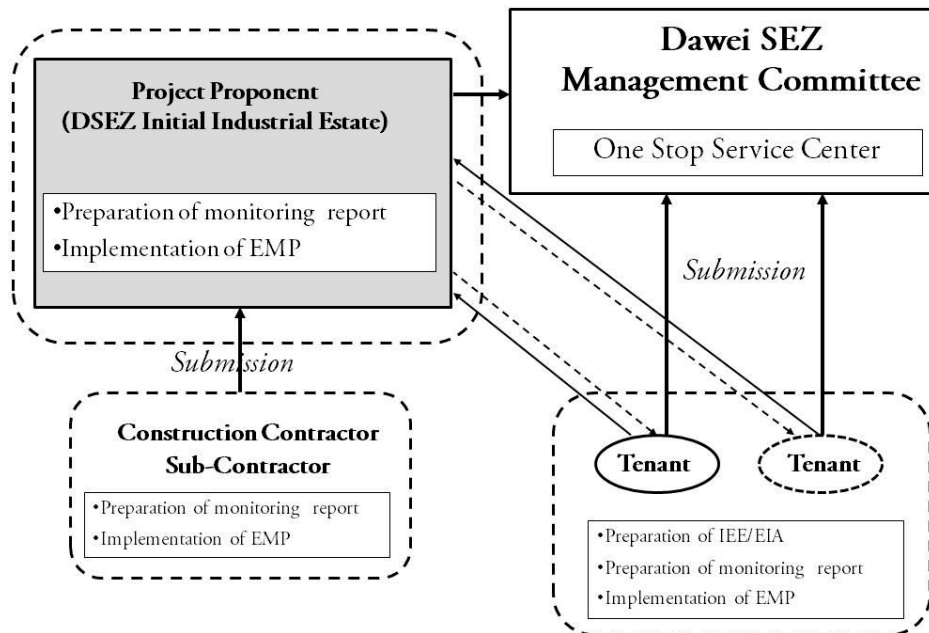 Project Proponent
(DSEZ Initial Industrial Estate)
•Preparation of monitoring report
•Implementation of EMP
Dawei SEZ
Management Committee
One Stop Service Center
Submission
Submission
Construction Contractor
Sub-Contractor
•Preparation of monitoring report
•Implementation of EMP
Tenant
Tenant
•Preparation of IEE/EIA
•Preparation of monitoring report
•Implementation of EMP